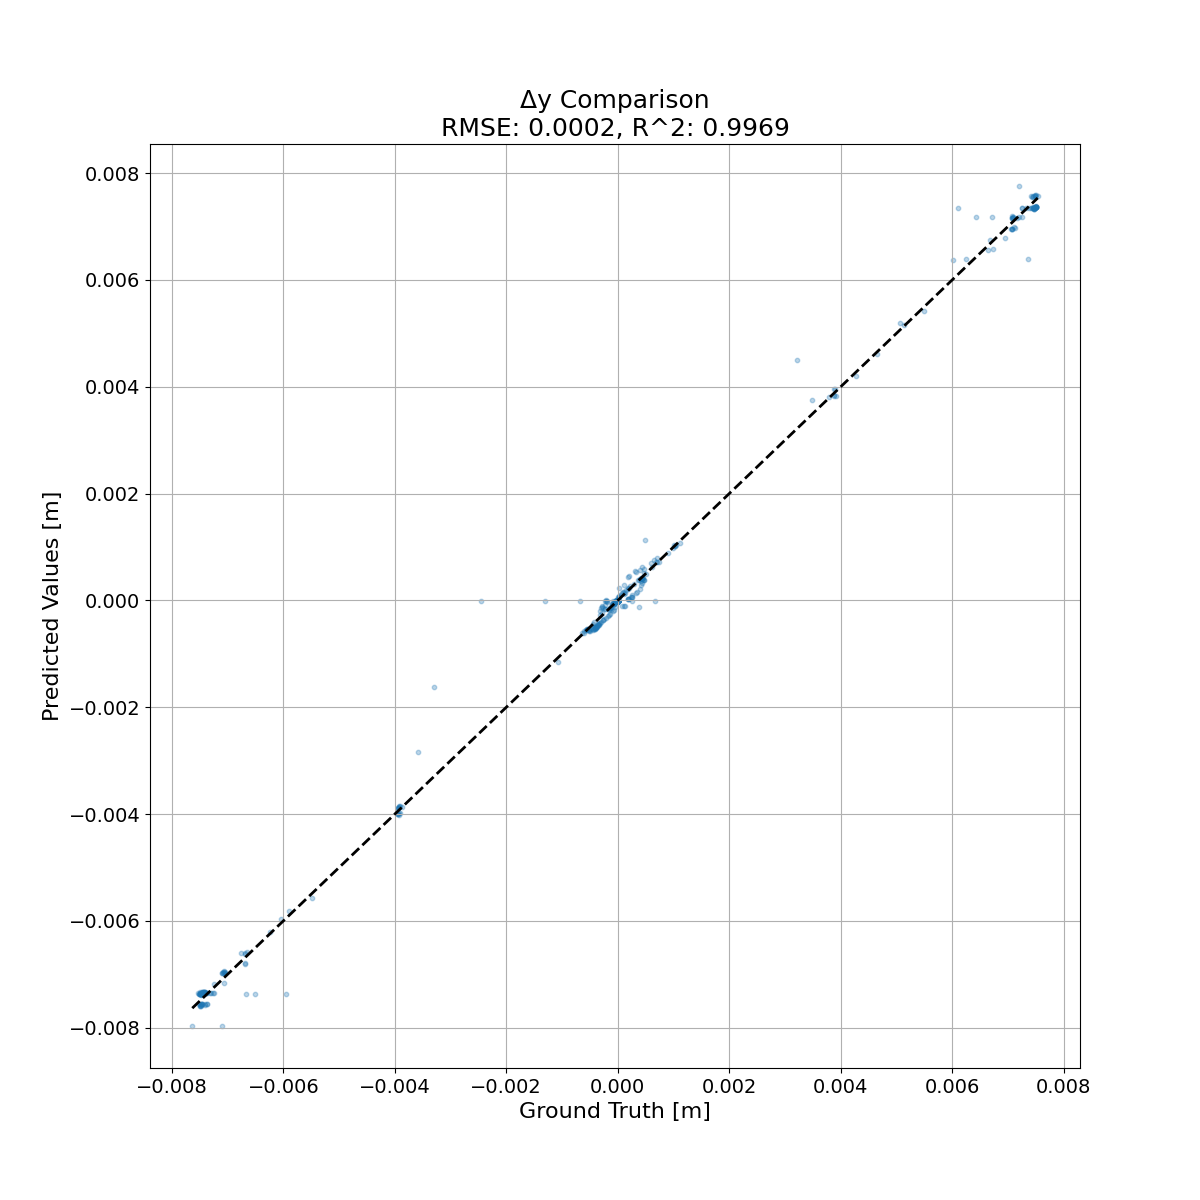 Δy Comparison
RMSE: 0.0002, R^2: 0.9969
0.008
0.006
0.004
0.002
0.000
−0.002
−0.004
−0.006
−0.008
Predicted Values [m]
−0.008 −0.006 −0.004 −0.002 0.000 0.002 0.004 0.006 0.008
Ground Truth [m]